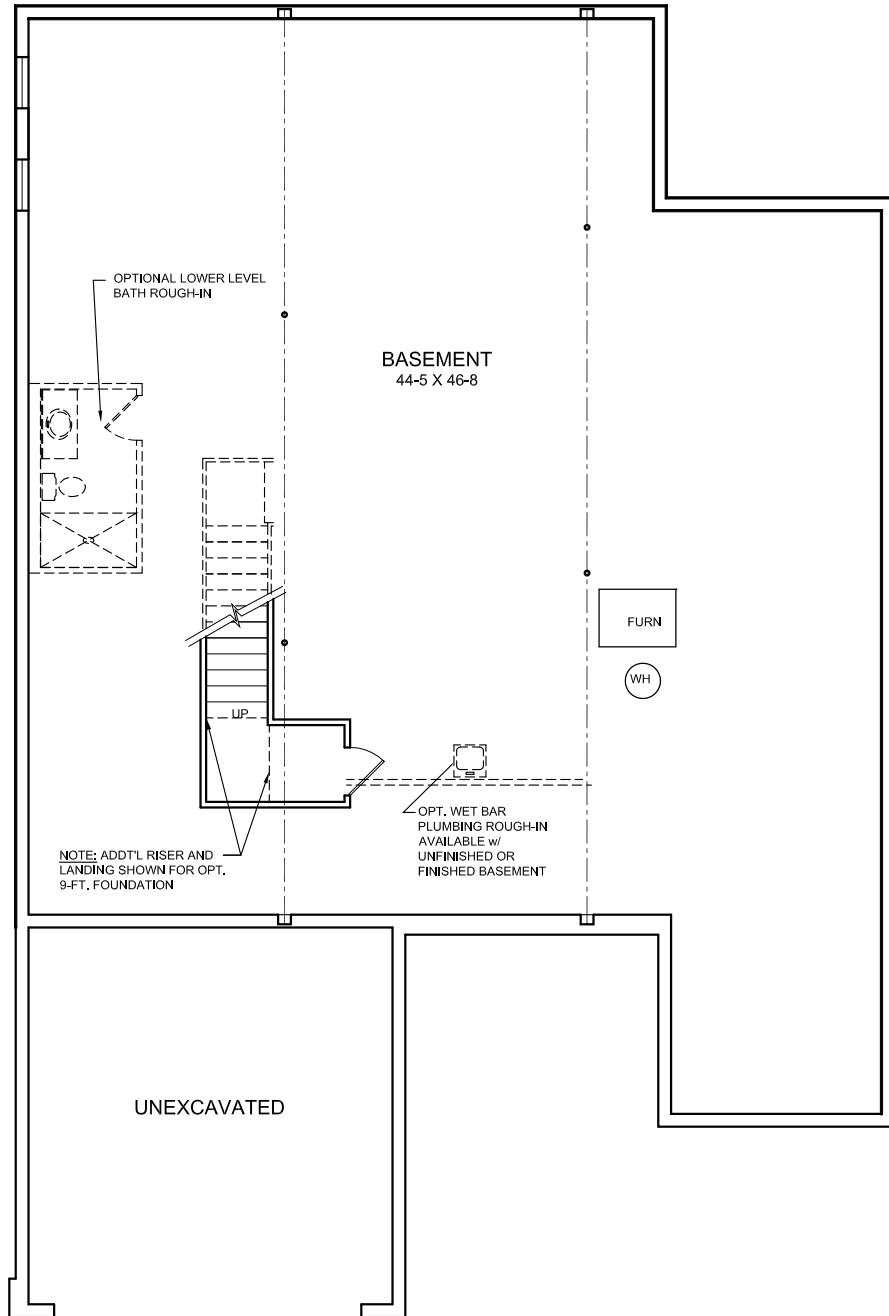 OPTIONAL LOWER LEVEL
BATH ROUGH-IN
BASEMENT
44-5 X 46-8
FURN
WH
UP
OPT. WET BAR
PLUMBING ROUGH-IN
AVAILABLE w/
UNFINISHED OR
FINISHED BASEMENT
NOTE: ADDT'L RISER AND
LANDING SHOWN FOR OPT.
9-FT. FOUNDATION
UNEXCAVATED